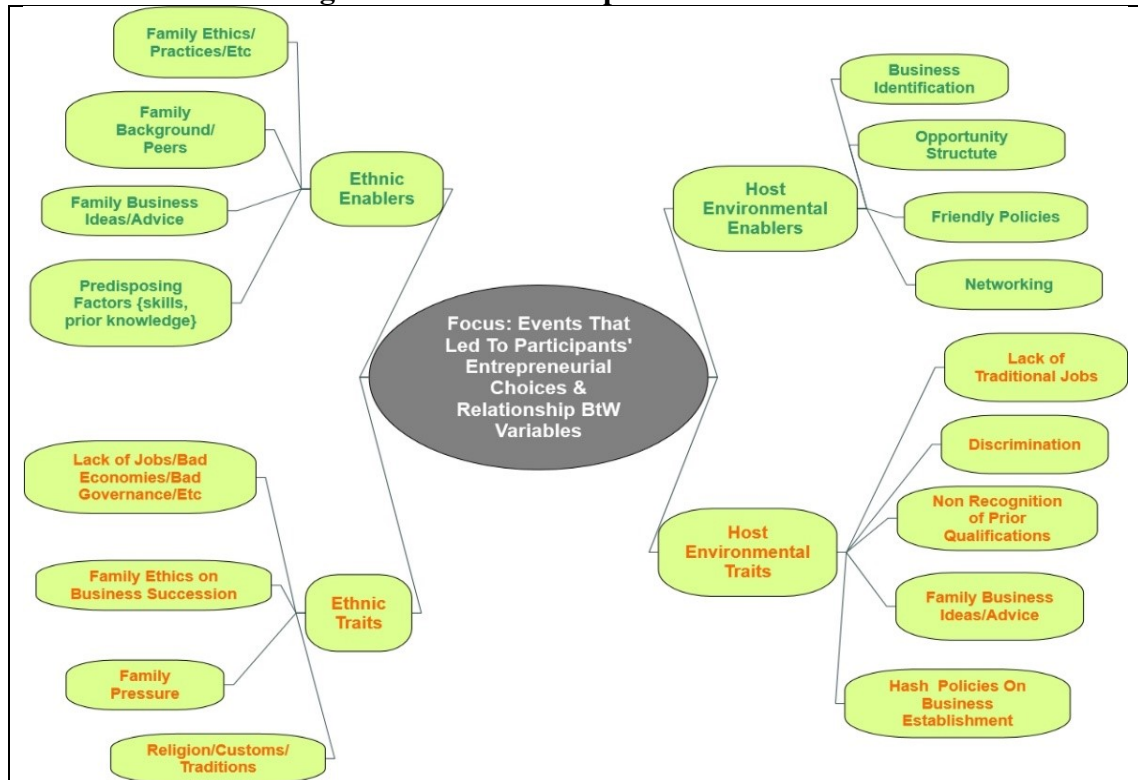 Family Ethics/
Practices/Etc
Family
Background/
Peers
Family Business
Ideas/Advice
Predisposing
Factors {skills,
prior knowledge}
Ethnic
Enablers
Business
Identification
Opportunity
Structute
Friendly Policies
Networking
Host
Environmental
Enablers
Focus: Events That
Led To Participants'
Entrepreneurial
Choices &
Relationship BtW
Variables
Lack of Jobs/Bad
Economies/Bad
Governance/Etc
Family Ethics on
Business Succession
Family
Pressure
Religion/Customs/
Traditions
Ethnic
Traits
Host
Environmental
Traits
Lack of
Traditional Jobs
Discrimination
Non Recognition
of Prior
Qualifications
Family Business
Ideas/Advice
Hash Policies On
Business
Establishment